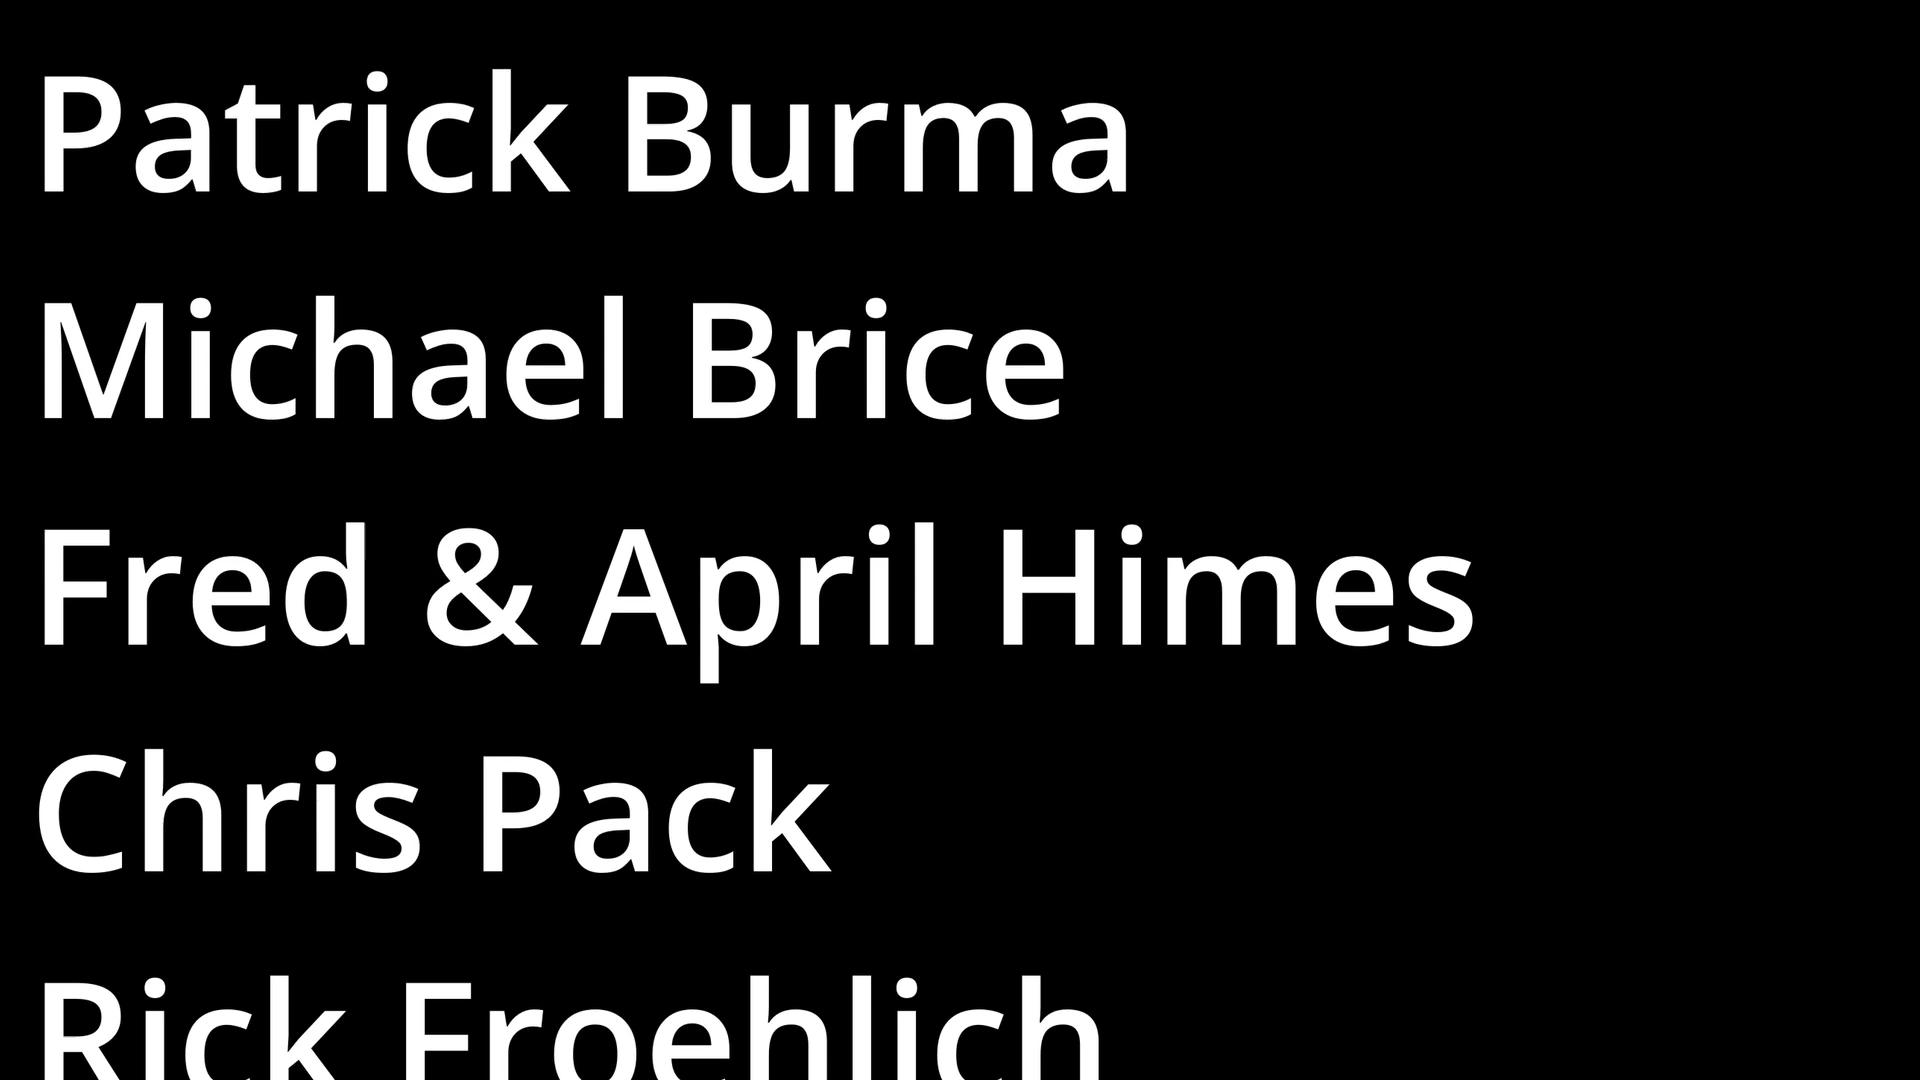 Patrick Burma
Michael Brice
Fred & April Himes
Chris Pack
Rick Froehlich